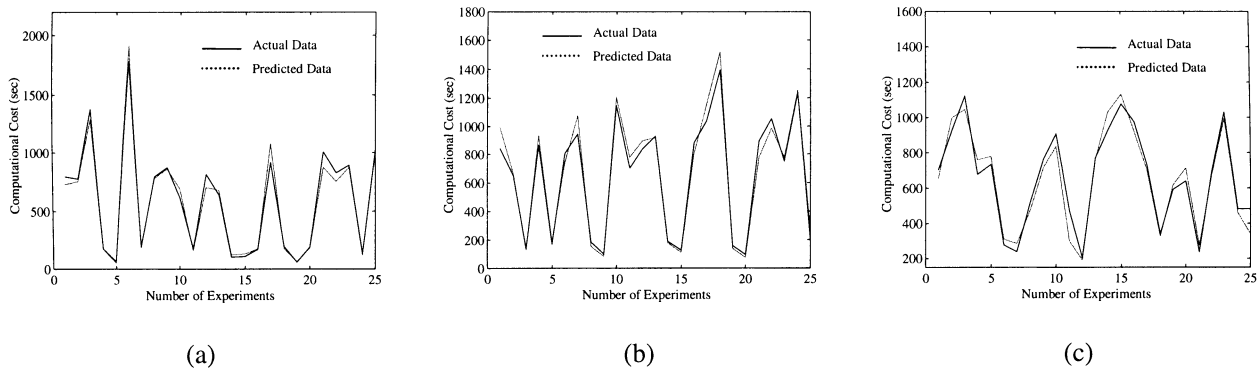 2000
1500
1000
500
0
Computational Cost (sec)
Actual Data
Predicted Data
0 5 10 15 20 25
Number of Experiments
(a)
1800
1600
1400
1200
1000
800
600
400
200
0
Computational Cost (sec)
Actual Data
Predicted Data
0 5 10 15 20 25
Number of Experiments
(b)
1600
1400
1200
1000
800
600
400
200
Computational Cost (sec)
Actual Data
Predicted Data
0 5 10 15 20 25
Number of Experiments
(c)